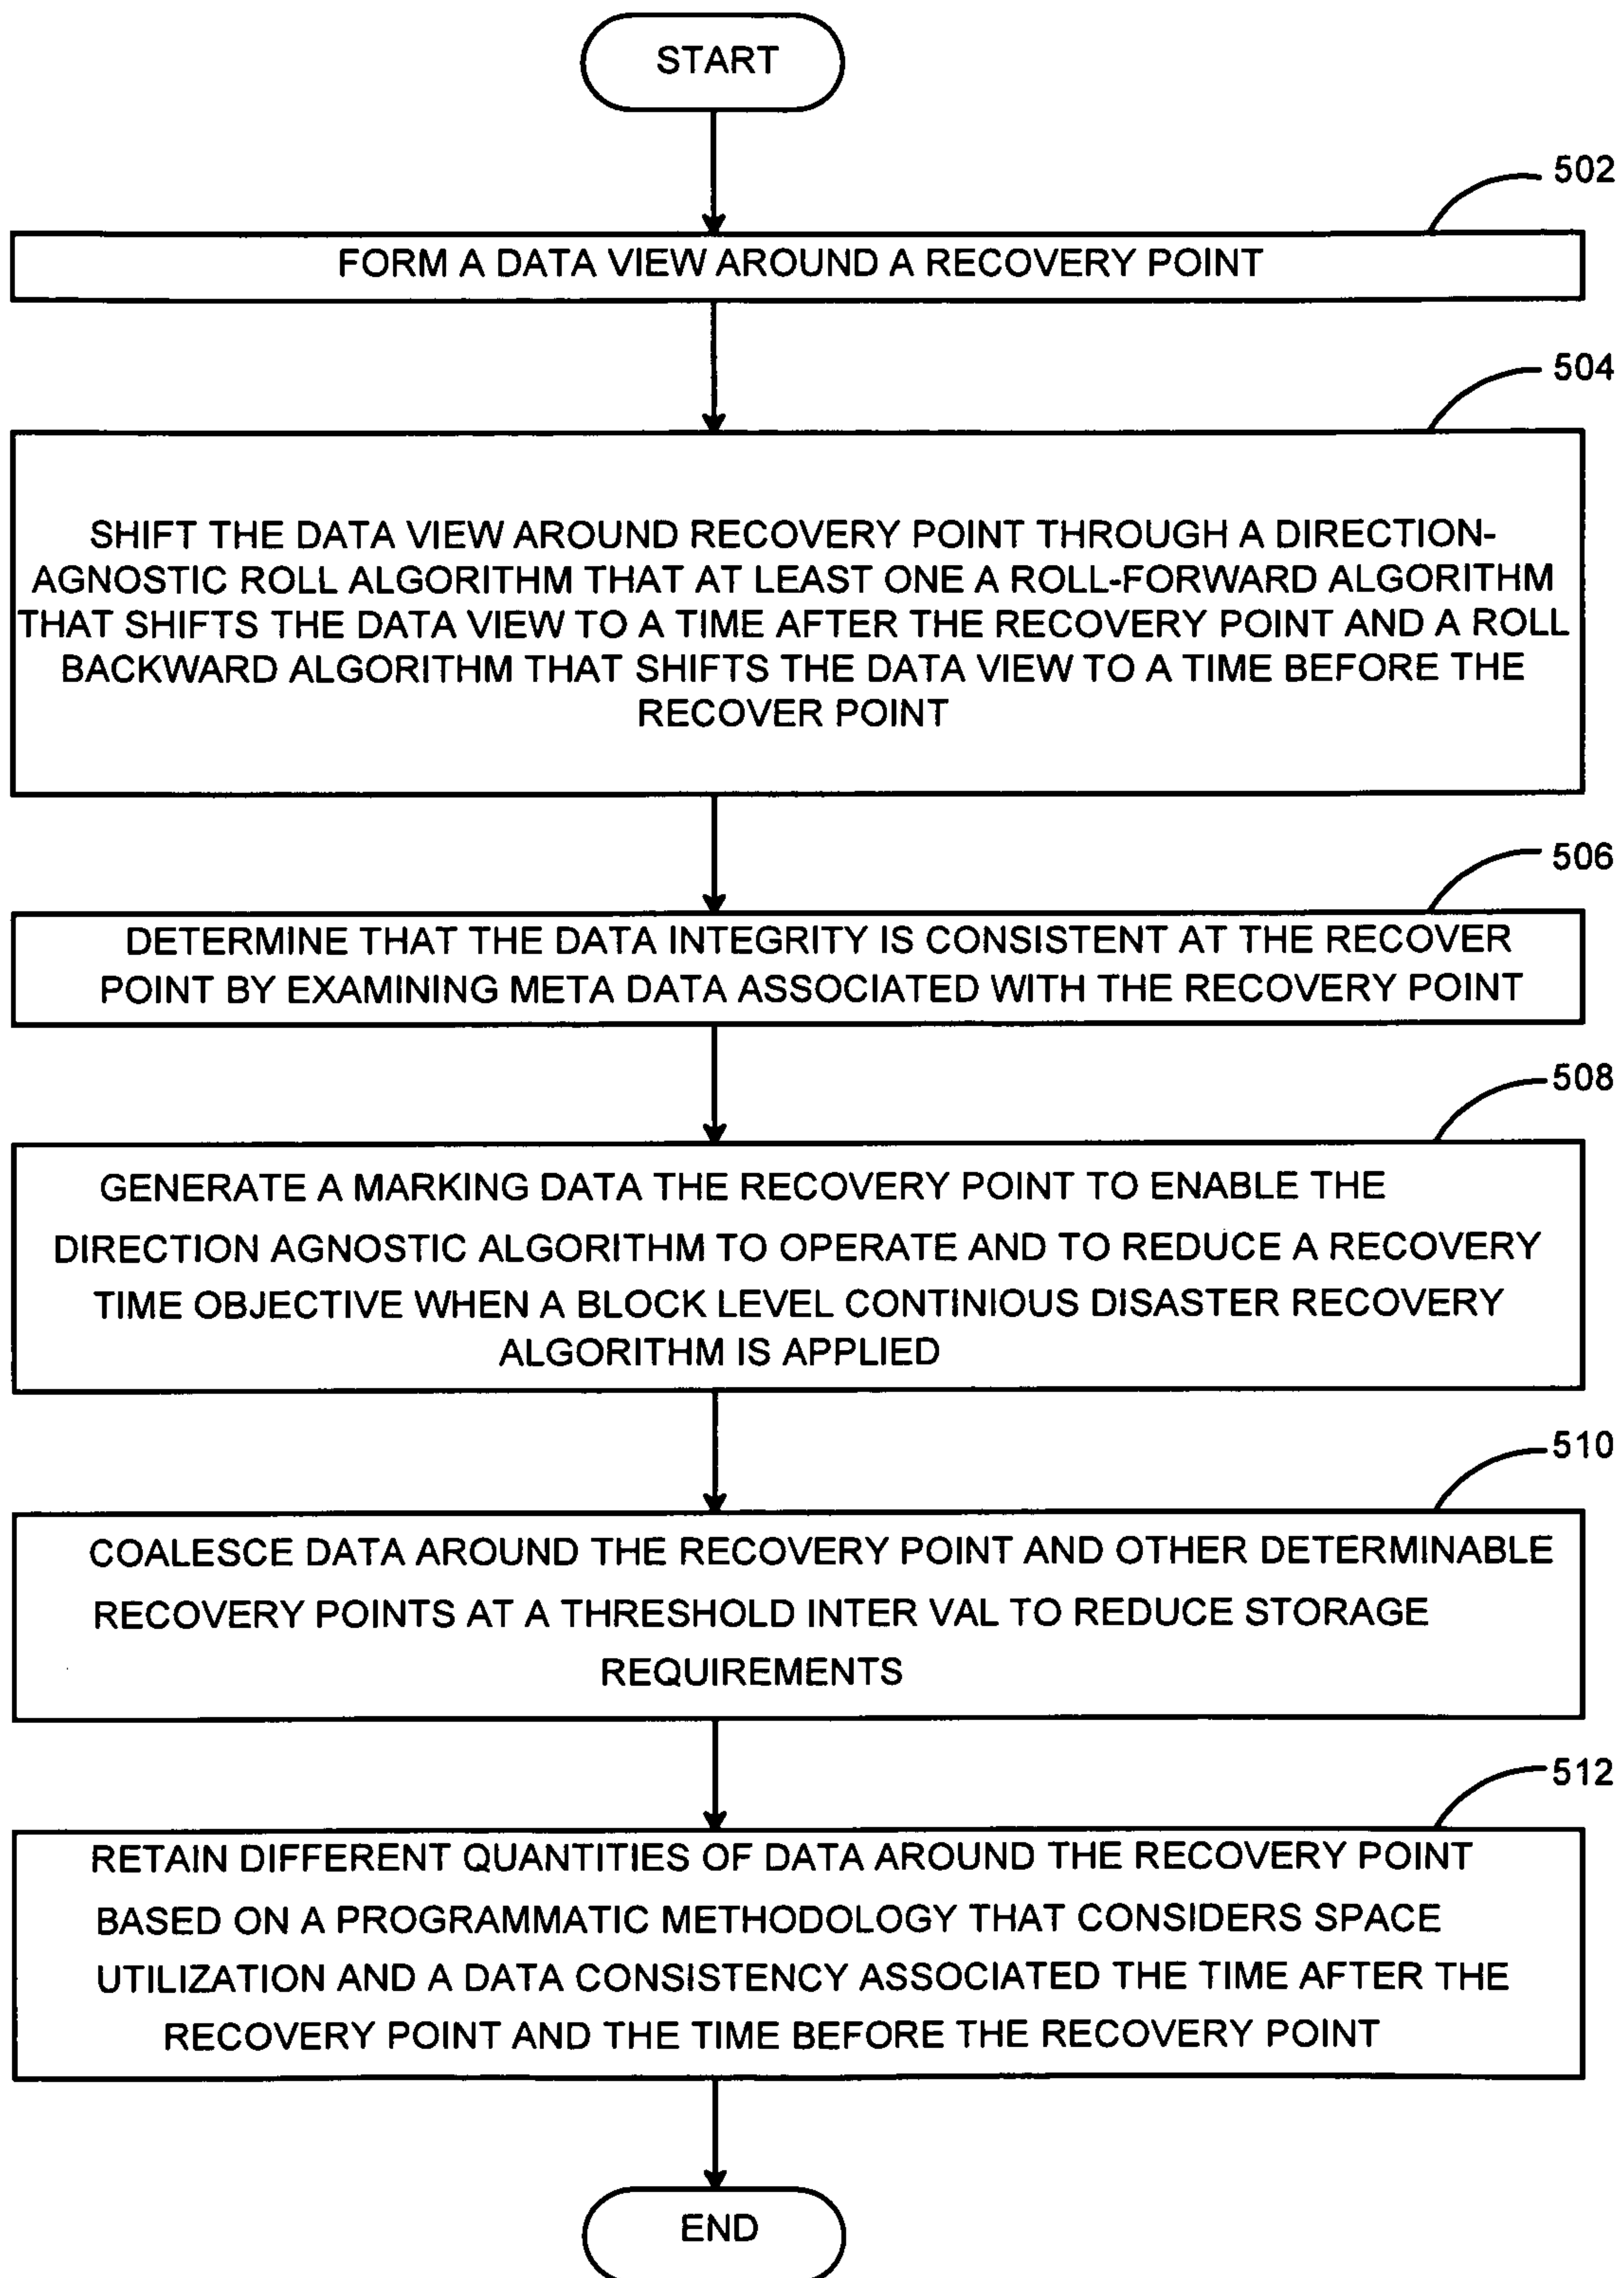 START
502
FORM A DATA VIEW AROUND A RECOVERY POINT
504
SHIFT THE DATA VIEW AROUND RECOVERY POINT THROUGH A DIRECTION-
AGNOSTIC ROLL ALGORITHM THAT AT LEAST ONE A ROLL-FORWARD ALGORITHM
THAT SHIFTS THE DATA VIEW TO A TIME AFTER THE RECOVERY POINT AND A ROLL
BACKWARD ALGORITHM THAT SHIFTS THE DATA VIEW TO A TIME BEFORE THE
RECOVER POINT
506
DETERMINE THAT THE DATA INTEGRITY IS CONSISTENT AT THE RECOVER
POINT BY EXAMINING META DATA ASSOCIATED WITH THE RECOVERY POINT
508
GENERATE A MARKING DATA THE RECOVERY POINT TO ENABLE THE
DIRECTION AGNOSTIC ALGORITHM TO OPERATE AND TO REDUCE A RECOVERY
TIME OBJECTIVE WHEN A BLOCK LEVEL CONTINIOUS DISASTER RECOVERY
ALGORITHM IS APPLIED
510
COALESCE DATA AROUND THE RECOVERY POINT AND OTHER DETERMINABLE
RECOVERY POINTS AT A THRESHOLD INTER VAL TO REDUCE STORAGE
REQUIREMENTS
512
RETAIN DIFFERENT QUANTITIES OF DATA AROUND THE RECOVERY POINT
BASED ON A PROGRAMMATIC METHODOLOGY THAT CONSIDERS SPACE
UTILIZATION AND A DATA CONSISTENCY ASSOCIATED THE TIME AFTER THE
RECOVERY POINT AND THE TIME BEFORE THE RECOVERY POINT
END